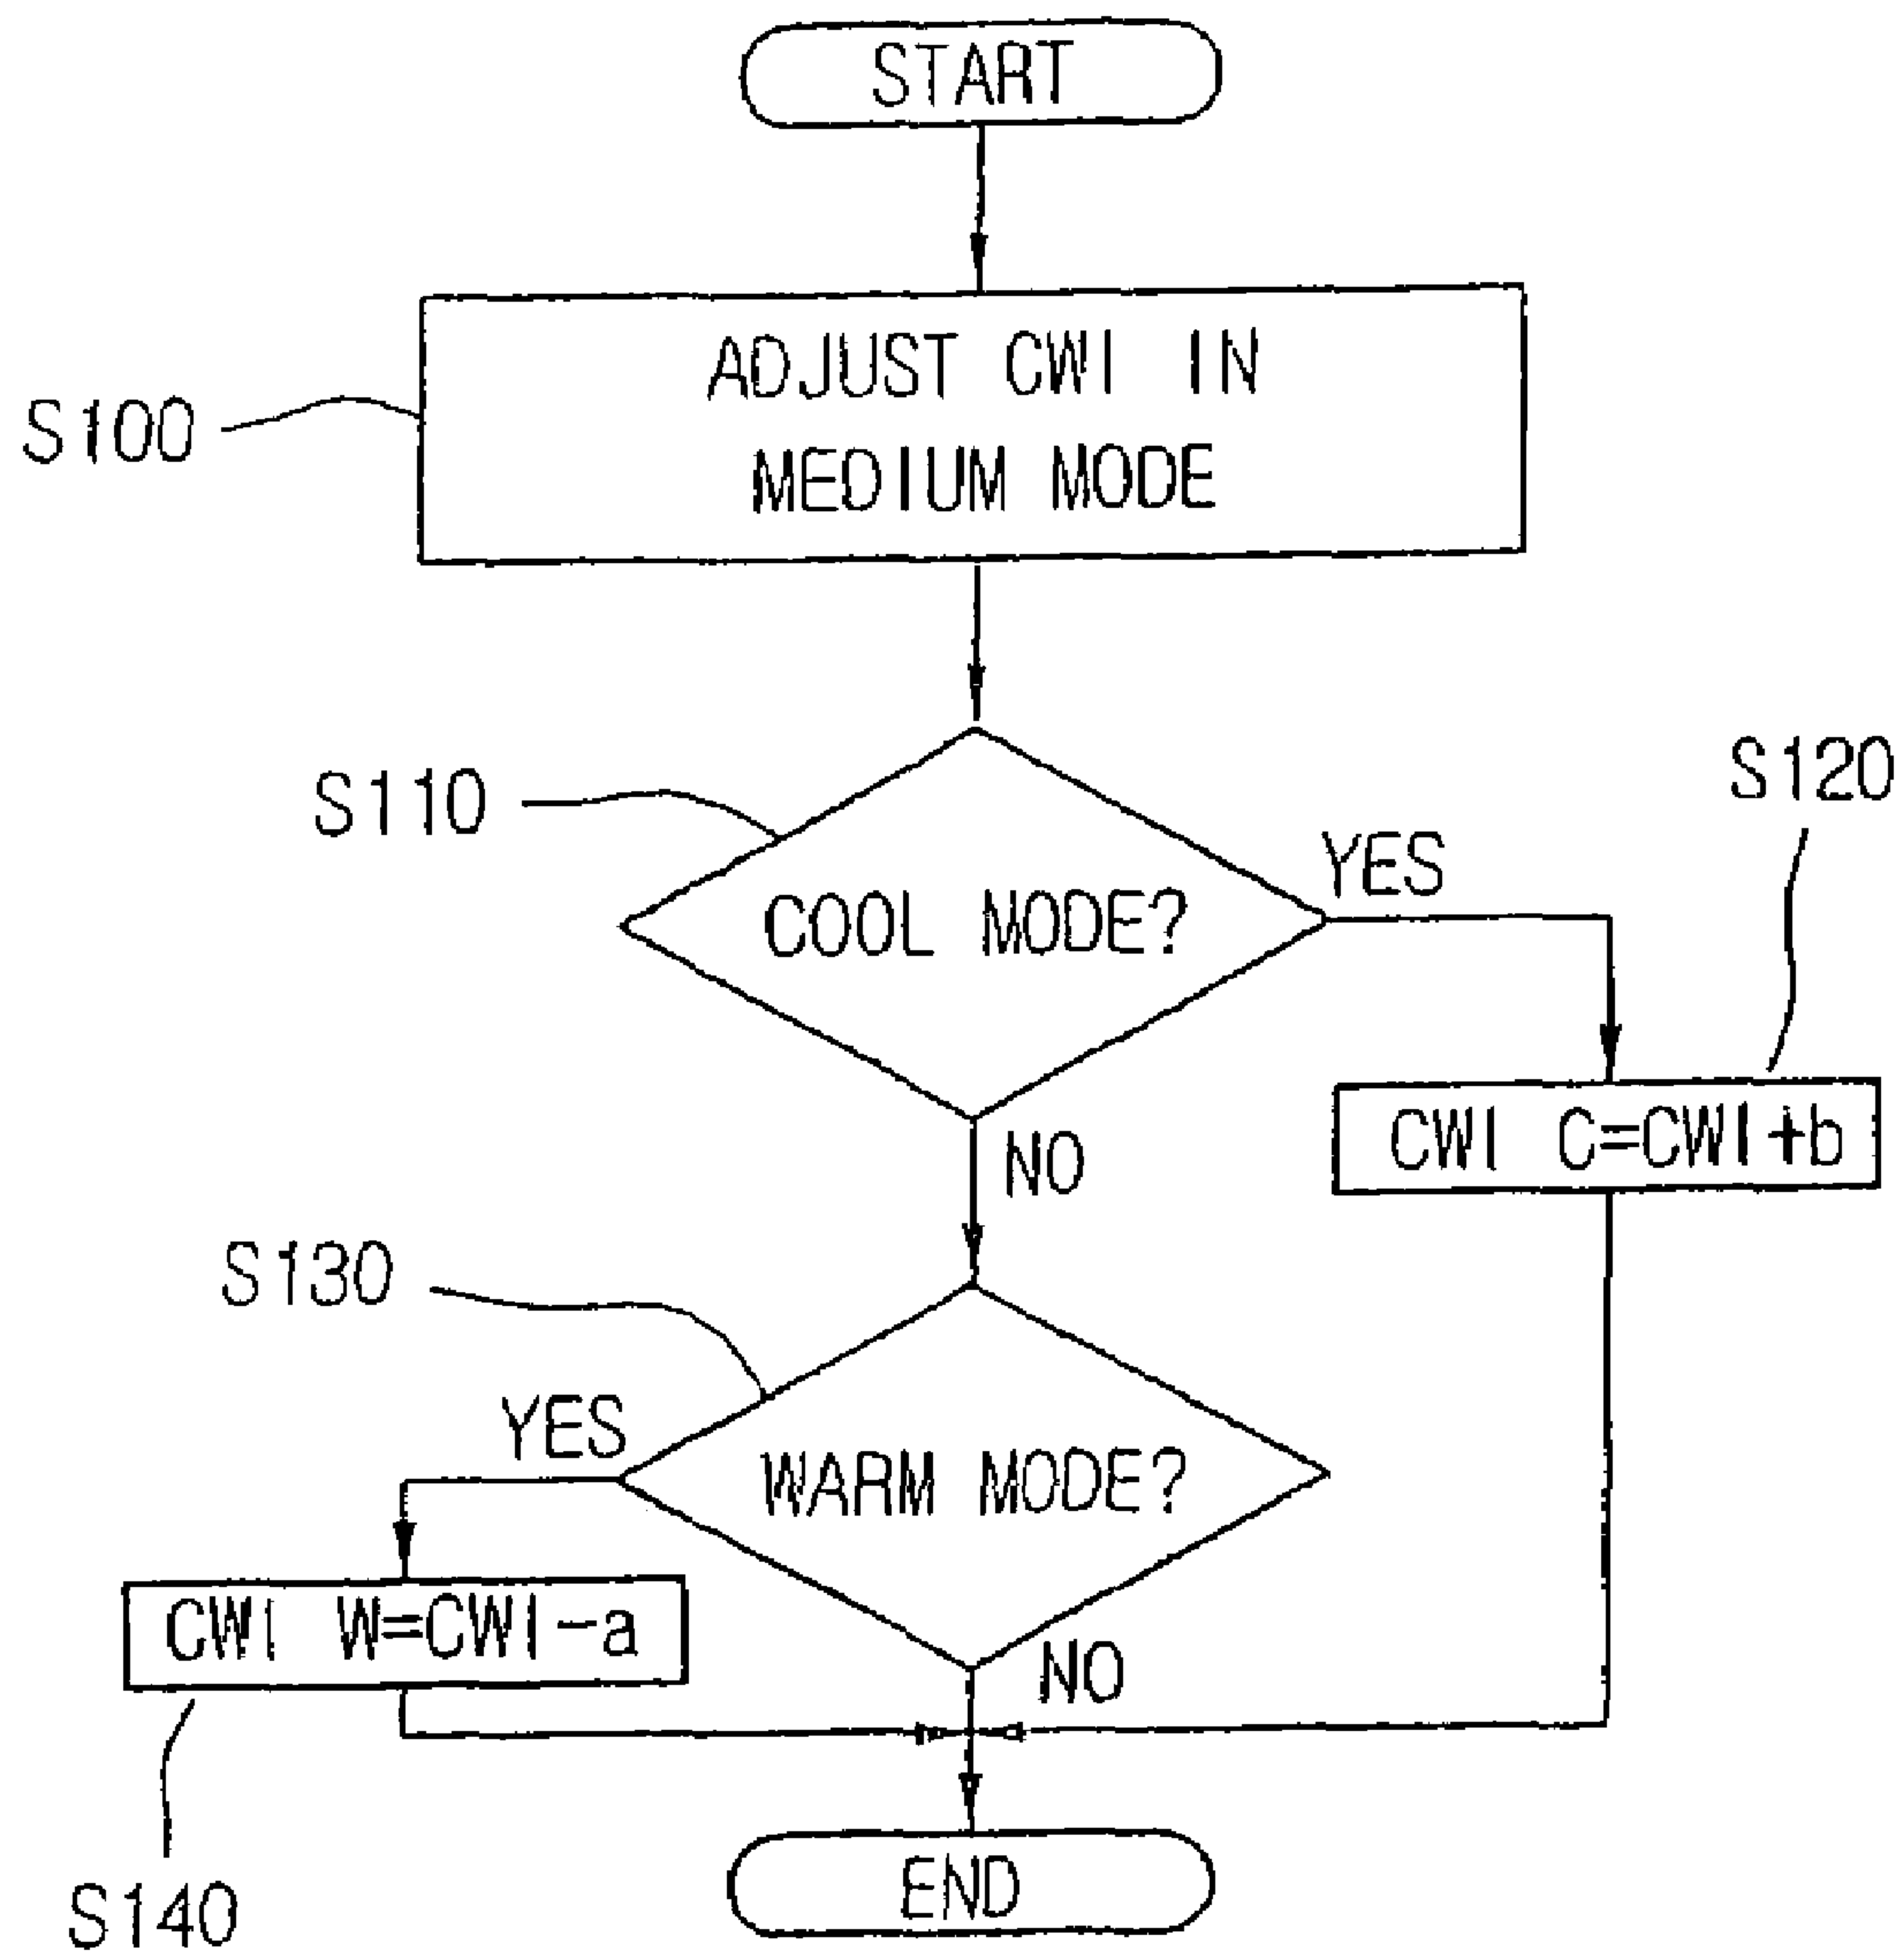 START
ADJUST CWI IN
MEDIUM MODE
S100
S110
COOL MODE?
YES
S120
CWI C=CWI+b
NO
S130
YES
WARM MODE?
CWI W=CWI-a
NO
S140
END